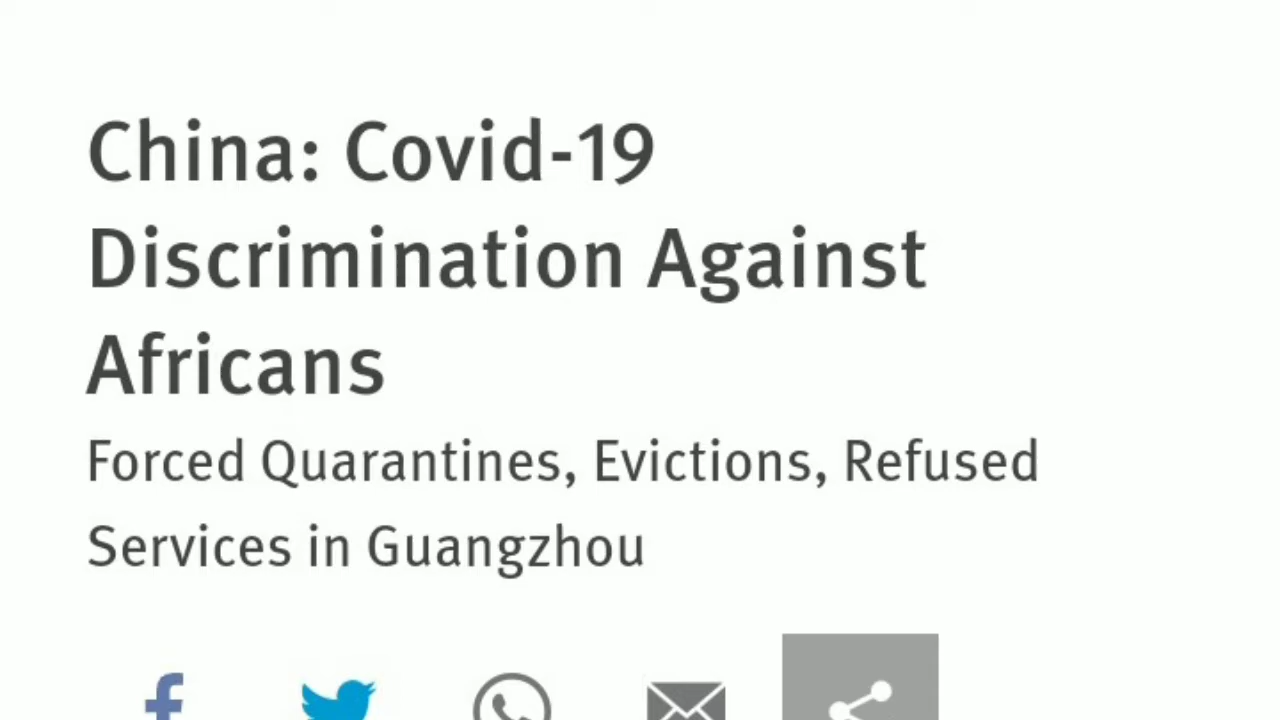 China: Covid-19
Discrimination Against
Africans
Forced Quarantines, Evictions, Refused
Services in Guangzhou